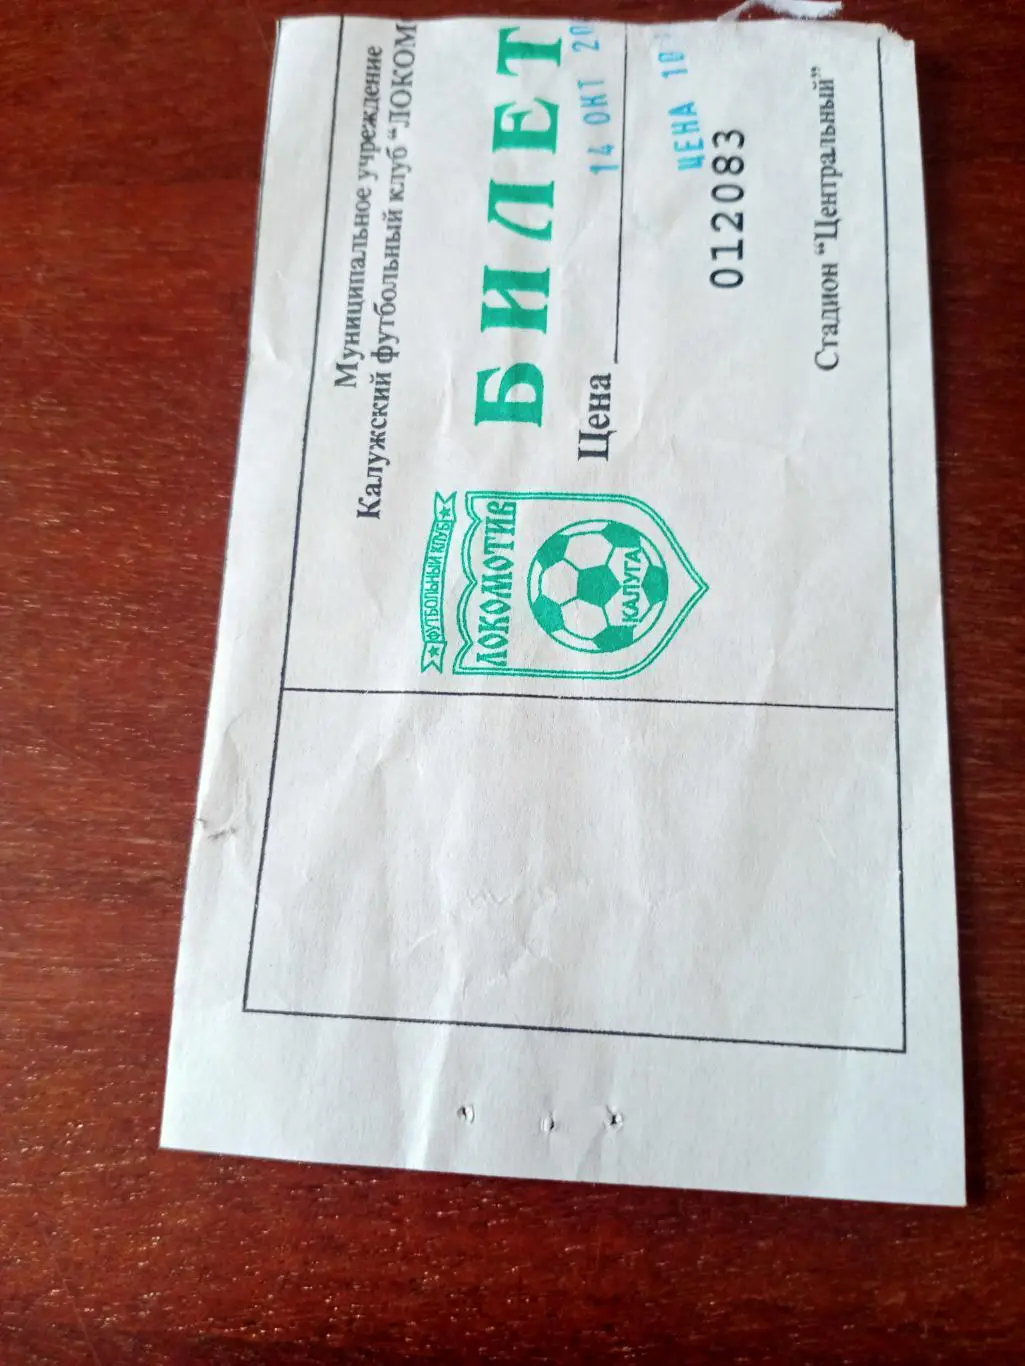 Муниципальное учреждение
Калужский футбольный клуб “ЛОКОМ
БИЛЕТ
14 ОКТ 20
Цена
ЦЕНА 10
012083
Стадион “Центральный”
ФУТБОЛЬНЫЙ КЛУБ
ЛОКОМОТИВ
КАЛУГА